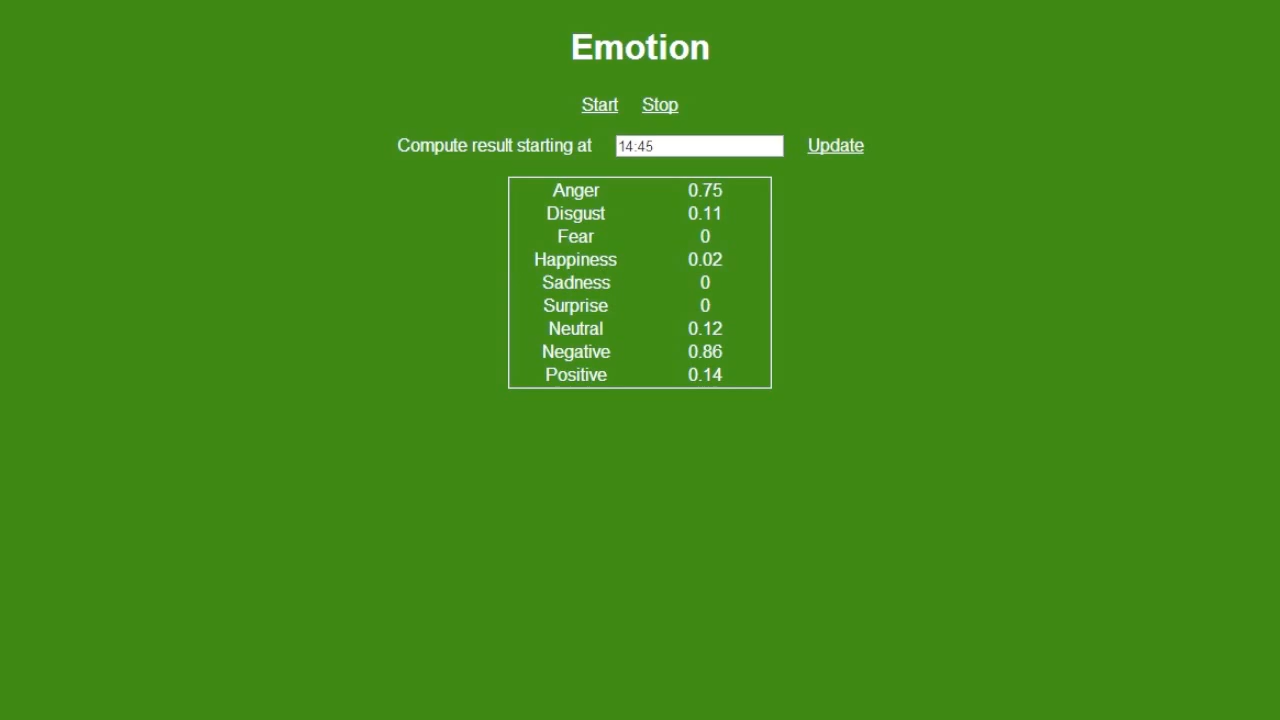 Emotion
Start Stop
Compute result starting at 14:45 Update
Anger 0.75
Disgust 0.11
Fear 0
Happiness 0.02
Sadness 0
Surprise 0
Neutral 0.12
Negative 0.86
Positive 0.14